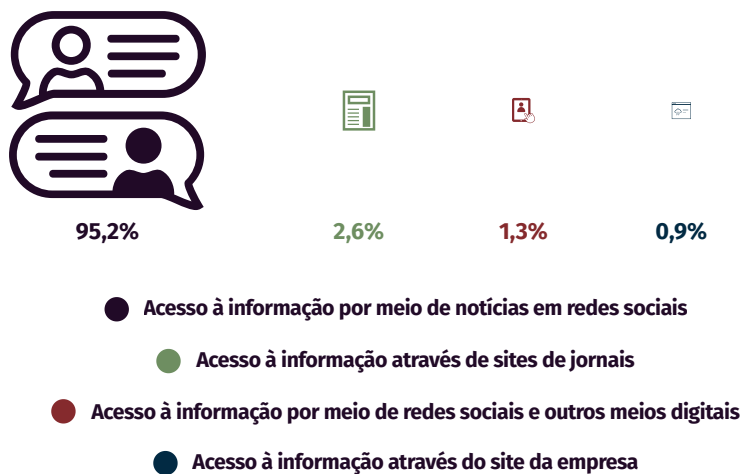 95,2%
2,6%
1,3%
0,9%
Acesso à informação por meio de notícias em redes sociais
Acesso à informação através de sites de jornais
Acesso à informação por meio de redes sociais e outros meios digitais
Acesso à informação através do site da empresa